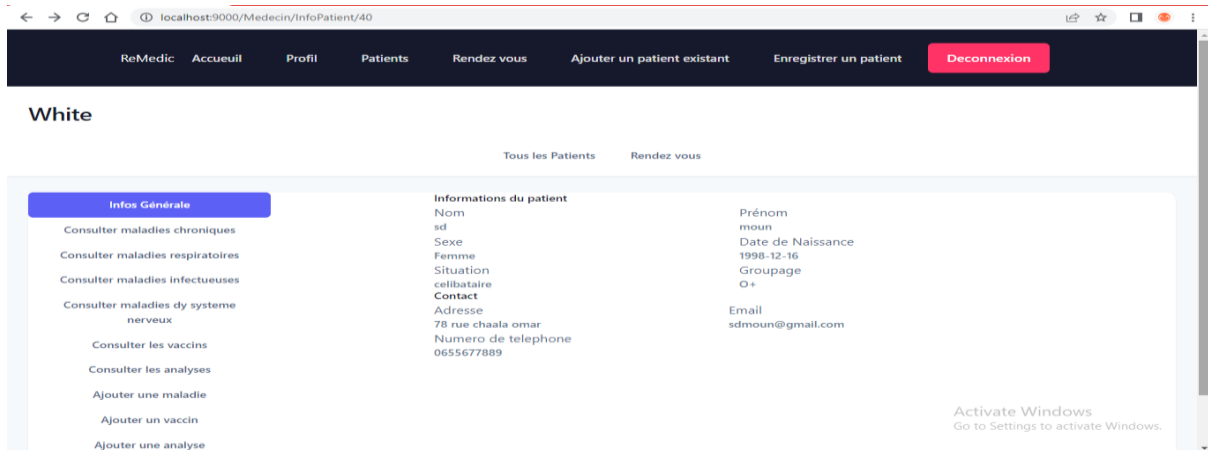 localhost:9000/Medecin/InfoPatient/40
ReMedic Accueuil Profil Patients Rendez vous Ajouter un patient existant Enregistrer un patient Deconnexion
White
Tous les Patients Rendez vous
Infos Générale
Consulter maladies chroniques
Consulter maladies respiratoires
Consulter maladies infectueuses
Consulter maladies dy systeme
nerveux
Consulter les vaccins
Consulter les analyses
Ajouter une maladie
Ajouter un vaccin
Ajouter une analyse
Informations du patient
Nom Prénom
sd moun
Sexe Date de Naissance
Femme 1998-12-16
Situation Groupage
celibataire O+
Contact
Adresse Email
78 rue chaala omar sdmoun@gmail.com
Numero de telephone
0655677889
Activate Windows
Go to Settings to activate Windows.